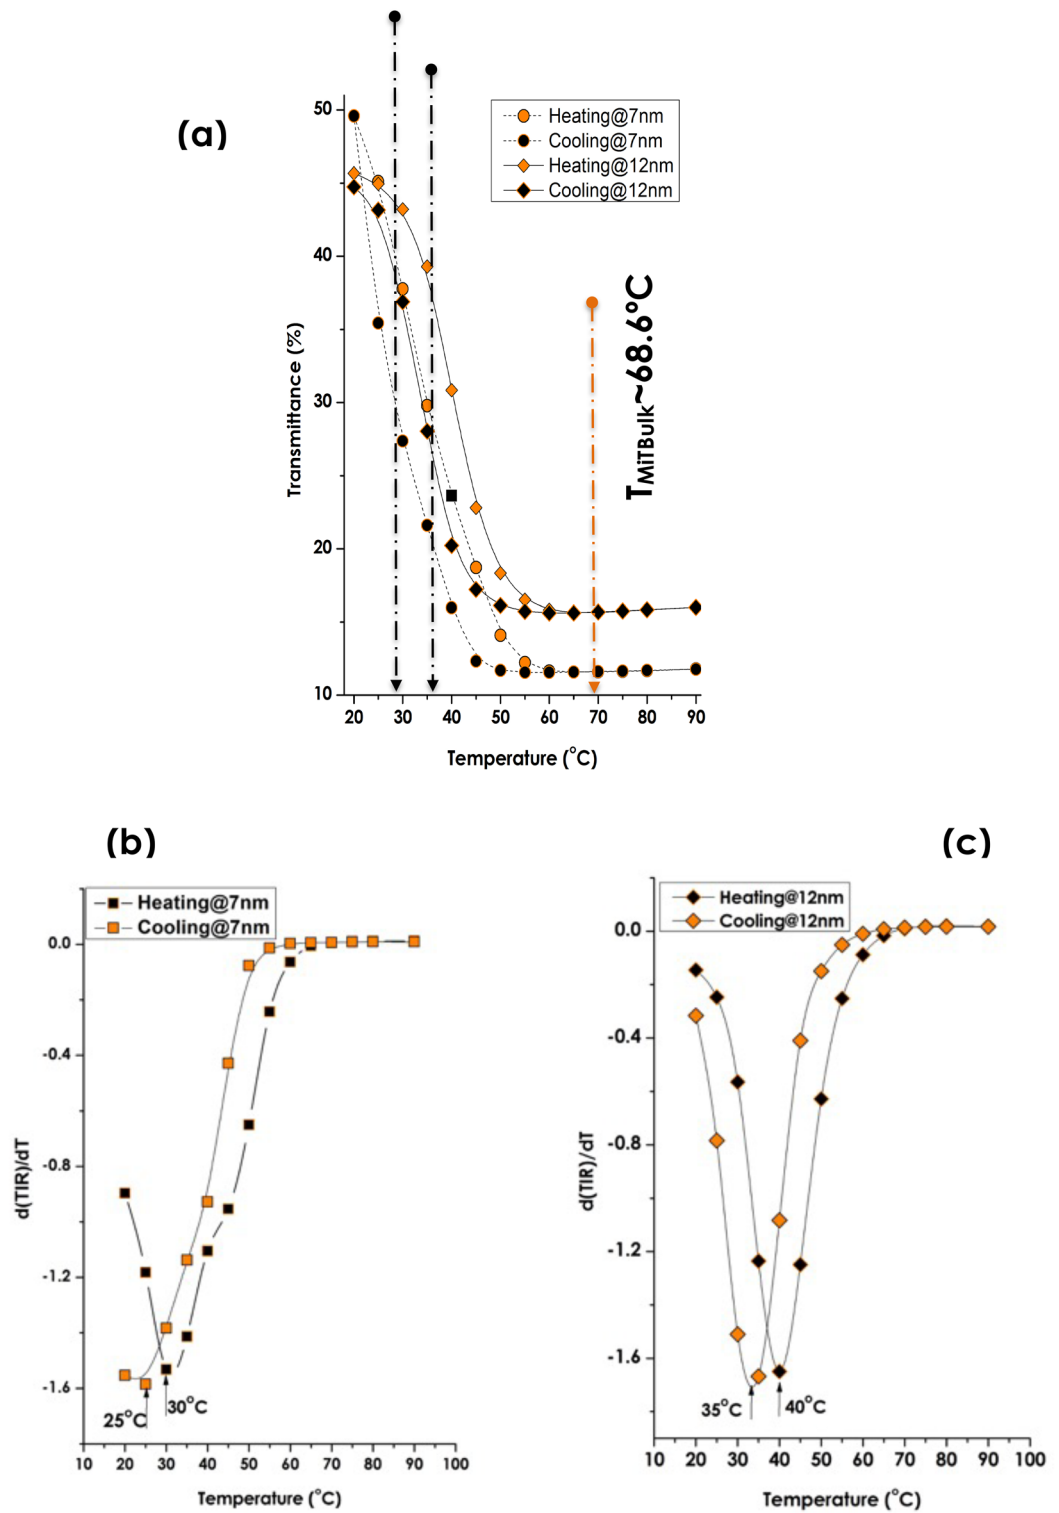 (a)
Heating@7nm
Cooling@7nm
Heating@12nm
Cooling@12nm
50
40
30
20
10
Transmittance (%)
TMiTBulk~68.6°C
20 30 40 50 60 70 80 90
Temperature (°C)
(b)
Heating@7nm
Cooling@7nm
0.0
-0.4
-0.8
-1.2
-1.6
d(TIR)/dT
25°C
30°C
10 20 30 40 50 60 70 80 90 100
Temperature (°C)
(c)
Heating@12nm
Cooling@12nm
0.0
-0.4
-0.8
-1.2
-1.6
d(TIR)/dT
35°C
40°C
10 20 30 40 50 60 70 80 90 100
Temperature (°C)